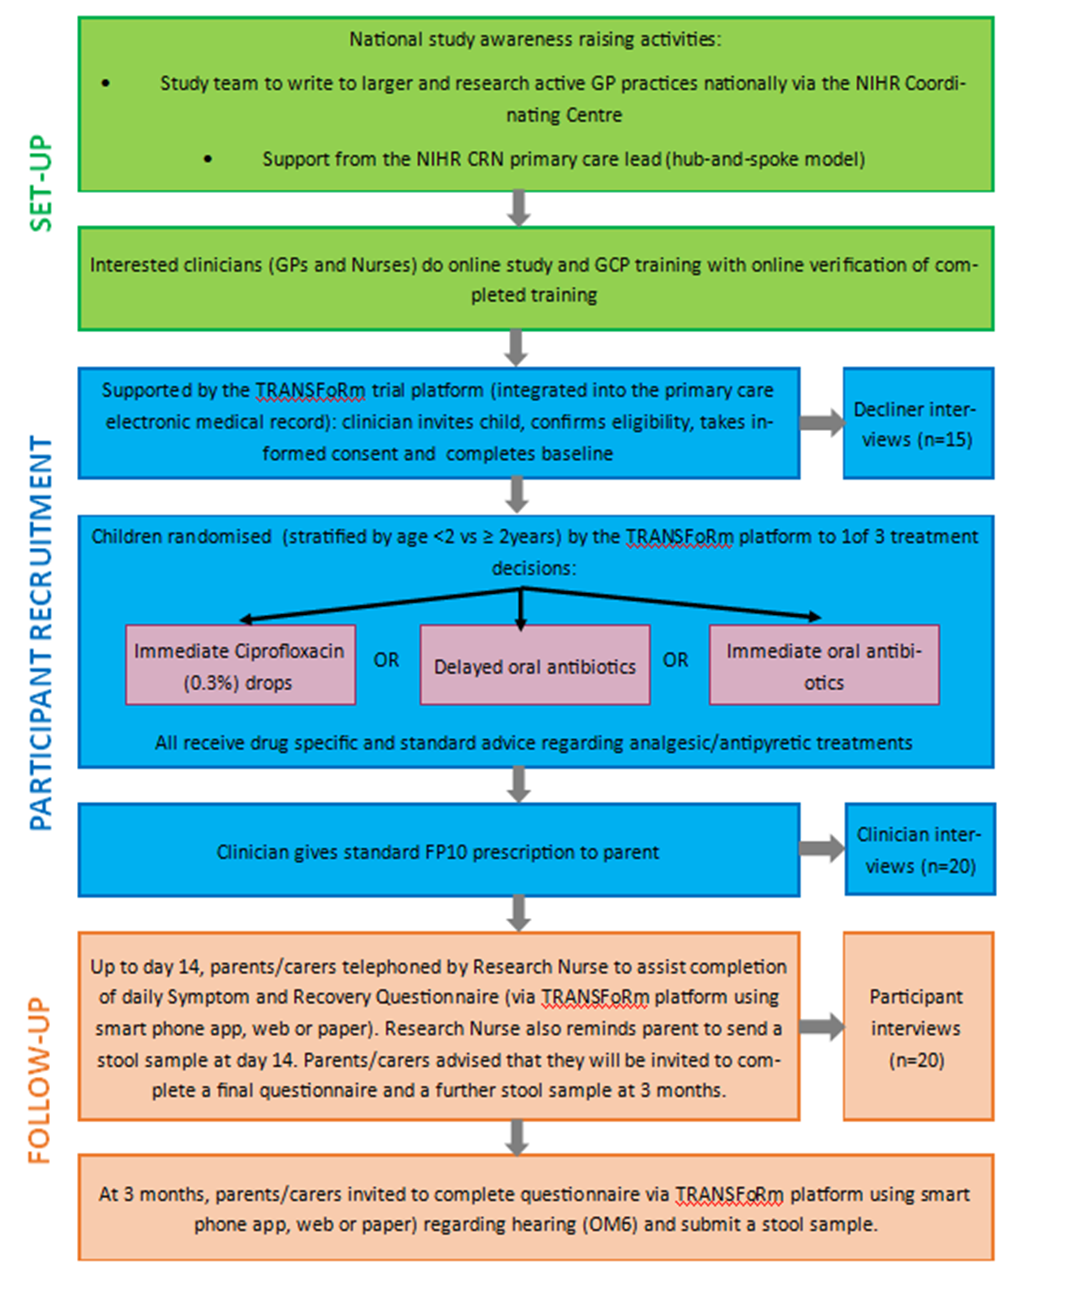 SET-UP
National study awareness raising activities:
• Study team to write to larger and research active GP practices nationally via the NIHR Coordi-
nating Centre
• Support from the NIHR CRN primary care lead (hub-and-spoke model)
Interested clinicians (GPs and Nurses) do online study and GCP training with online verification of com-
pleted training
PARTICIPANT RECRUITMENT
Supported by the TRANSFoRm trial platform (integrated into the primary care
electronic medical record): clinician invites child, confirms eligibility, takes in-
formed consent and completes baseline
Decliner inter-
views (n=15)
Children randomised (stratified by age <2 vs ≥ 2years) by the TRANSFoRm platform to 1of 3 treatment
decisions:
Immediate Ciprofloxacin
(0.3%) drops
OR
Delayed oral antibiotics
OR
Immediate oral antibi-
otics
All receive drug specific and standard advice regarding analgesic/antipyretic treatments
Clinician gives standard FP10 prescription to parent
Clinician inter-
views (n=20)
FOLLOW-UP
Up to day 14, parents/carers telephoned by Research Nurse to assist completion
of daily Symptom and Recovery Questionnaire (via TRANSFoRm platform using
smart phone app, web or paper). Research Nurse also reminds parent to send a
stool sample at day 14. Parents/carers advised that they will be invited to com-
plete a final questionnaire and a further stool sample at 3 months.
Participant
interviews
(n=20)
At 3 months, parents/carers invited to complete questionnaire via TRANSFoRm platform using smart
phone app, web or paper) regarding hearing (OM6) and submit a stool sample.